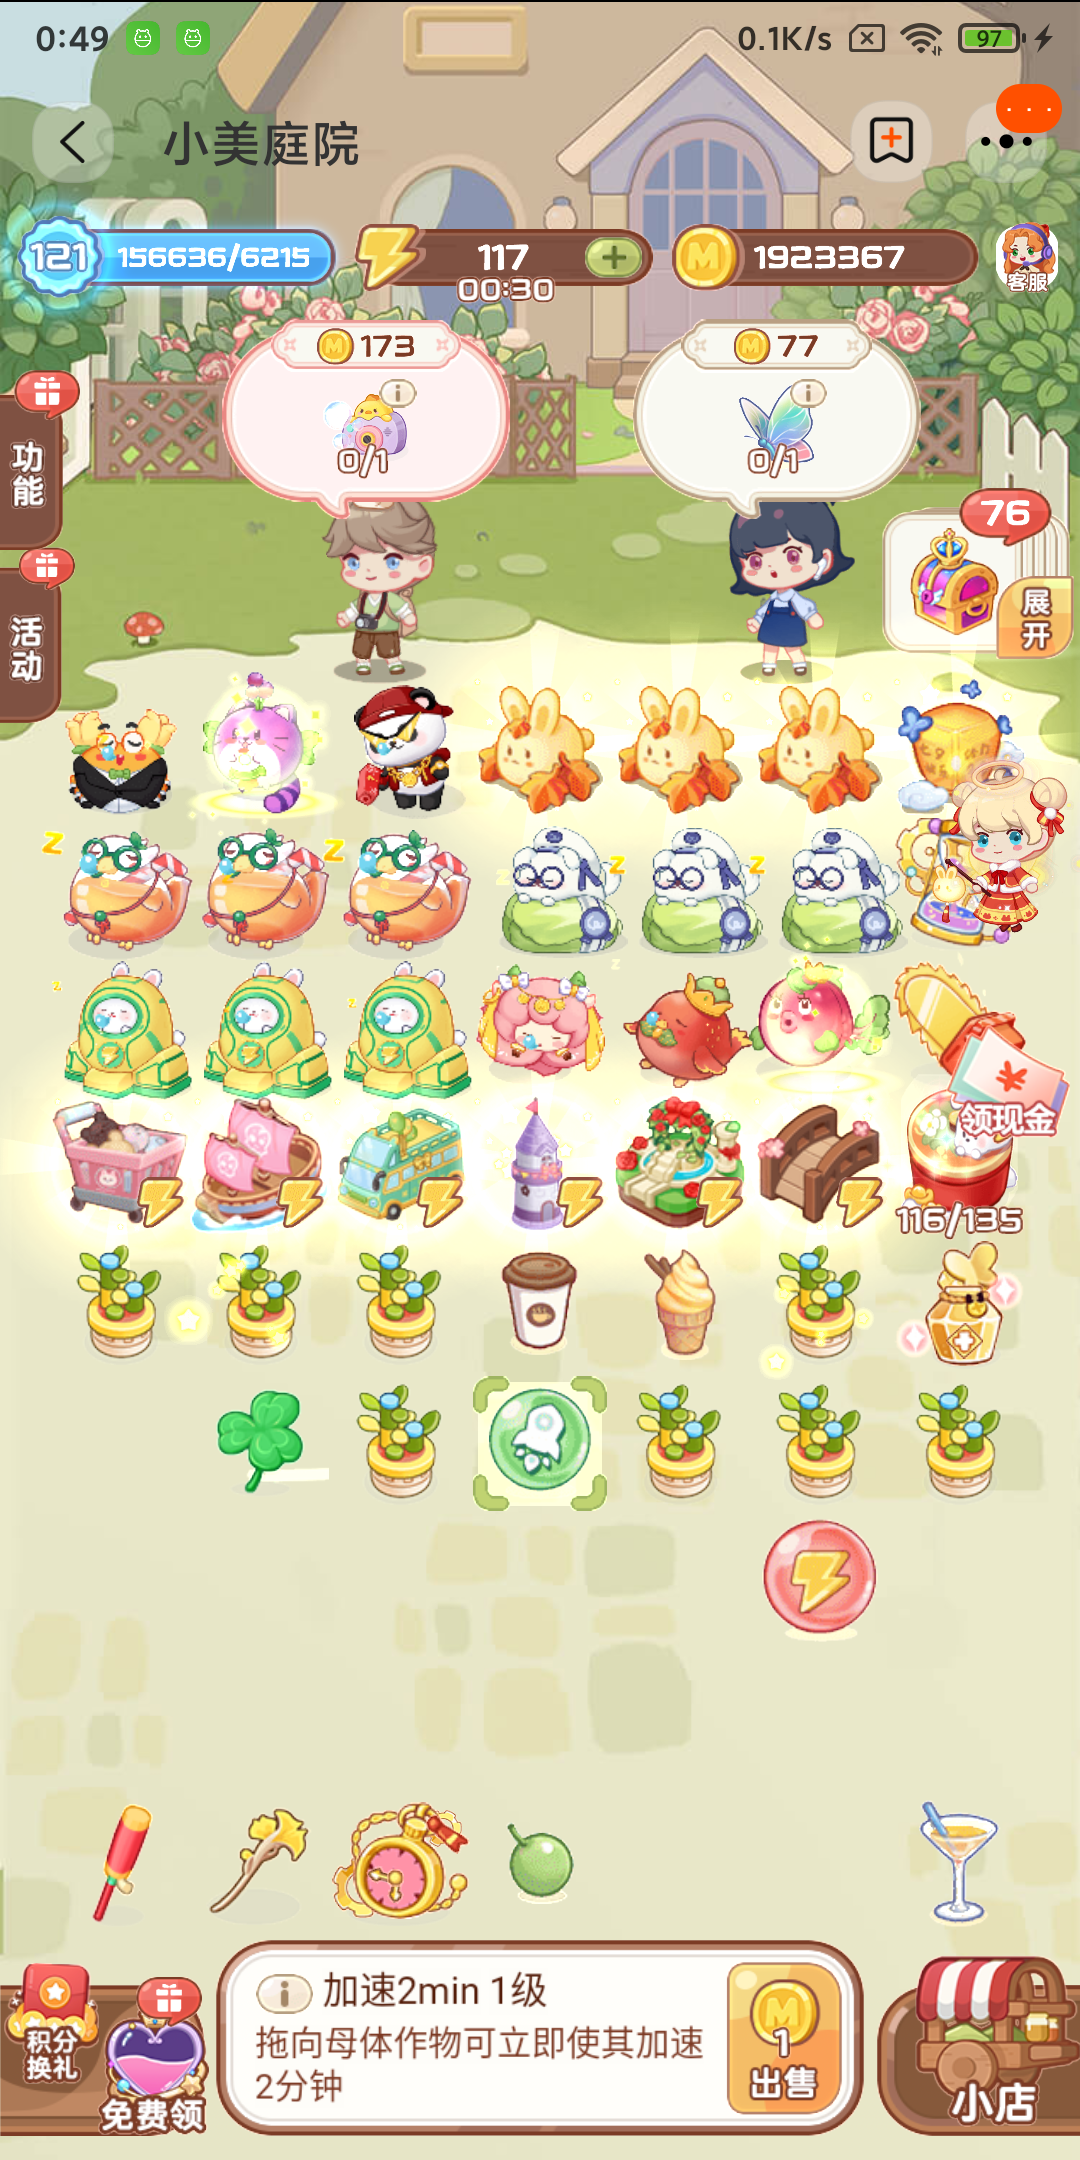 0:49
0.1K/s
97
小美庭院
121
156636/6215
117
00:30
1923367
客服
173
77
0/1
0/1
功能
76
展开
活动
领现金
116/135
积分换礼
免费领
加速2min 1级
拖向母体作物可立即使其加速
2分钟
1
出售
小店